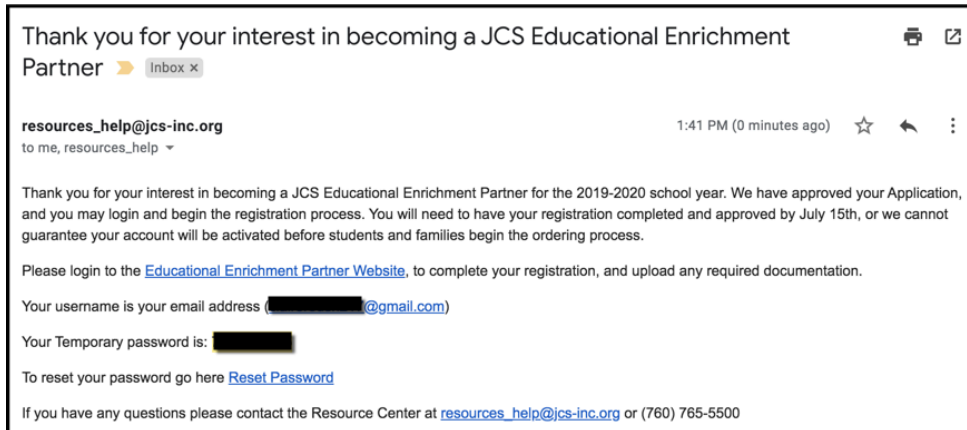 Thank you for your interest in becoming a JCS Educational Enrichment
Partner Inbox ×
resources_help@jcs-inc.org 1:41 PM (0 minutes ago)
to me, resources_help
Thank you for your interest in becoming a JCS Educational Enrichment Partner for the 2019-2020 school year. We have approved your Application,
and you may login and begin the registration process. You will need to have your registration completed and approved by July 15th, or we cannot
guarantee your account will be activated before students and families begin the ordering process.
Please login to the Educational Enrichment Partner Website, to complete your registration, and upload any required documentation.
Your username is your email address ( @gmail.com)
Your Temporary password is:
To reset your password go here Reset Password
If you have any questions please contact the Resource Center at resources_help@jcs-inc.org or (760) 765-5500